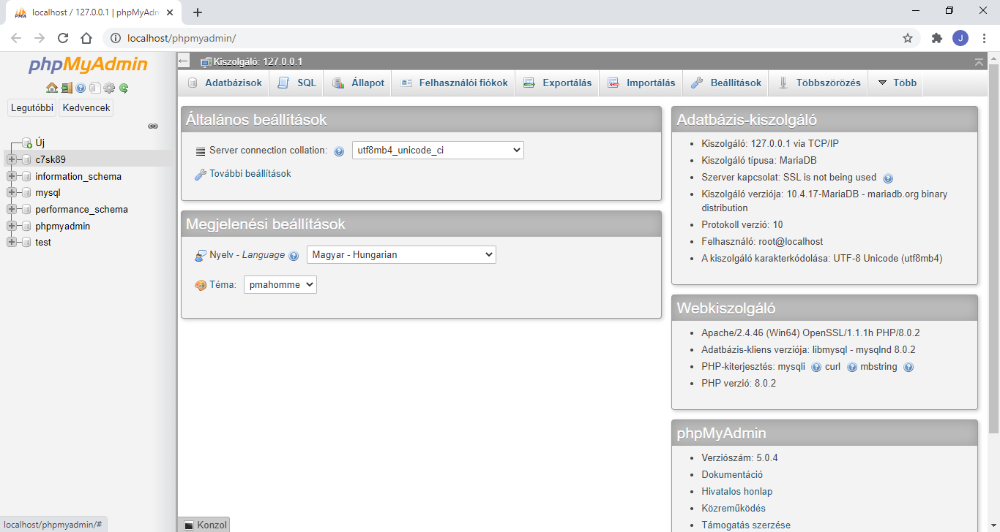 localhost / 127.0.0.1 | phpMyAdm
localhost/phpmyadmin/
J
phpMyAdmin
Legutóbbi Kedvencek
Új
c7sk89
information_schema
mysql
performance_schema
phpmyadmin
test
localhost/phpmyadmin/#
Kiszolgáló: 127.0.0.1
Adatbázisok SQL Állapot Felhasználói fiókok Exportálás Importálás Beállítások Többszörözés Több
Általános beállítások
Server connection collation: utf8mb4_unicode_ci
További beállítások
Megjelenési beállítások
Nyelv - Language Magyar - Hungarian
Téma: pmahomme
Adatbázis-kiszolgáló
Kiszolgáló: 127.0.0.1 via TCP/IP
Kiszolgáló típusa: MariaDB
Szerver kapcsolat: SSL is not being used
Kiszolgáló verziója: 10.4.17-MariaDB - mariadb.org binary
distribution
Protokoll verzió: 10
Felhasználó: root@localhost
A kiszolgáló karakterkódolása: UTF-8 Unicode (utf8mb4)
Webkiszolgáló
Apache/2.4.46 (Win64) OpenSSL/1.1.1h PHP/8.0.2
Adatbázis-kliens verziója: libmysql - mysqlnd 8.0.2
PHP-kiterjesztés: mysqli curl mbstring
PHP verzió: 8.0.2
phpMyAdmin
Verziószám: 5.0.4
Dokumentáció
Hivatalos honlap
Közreműködés
Támogatás szerzése
Konzol